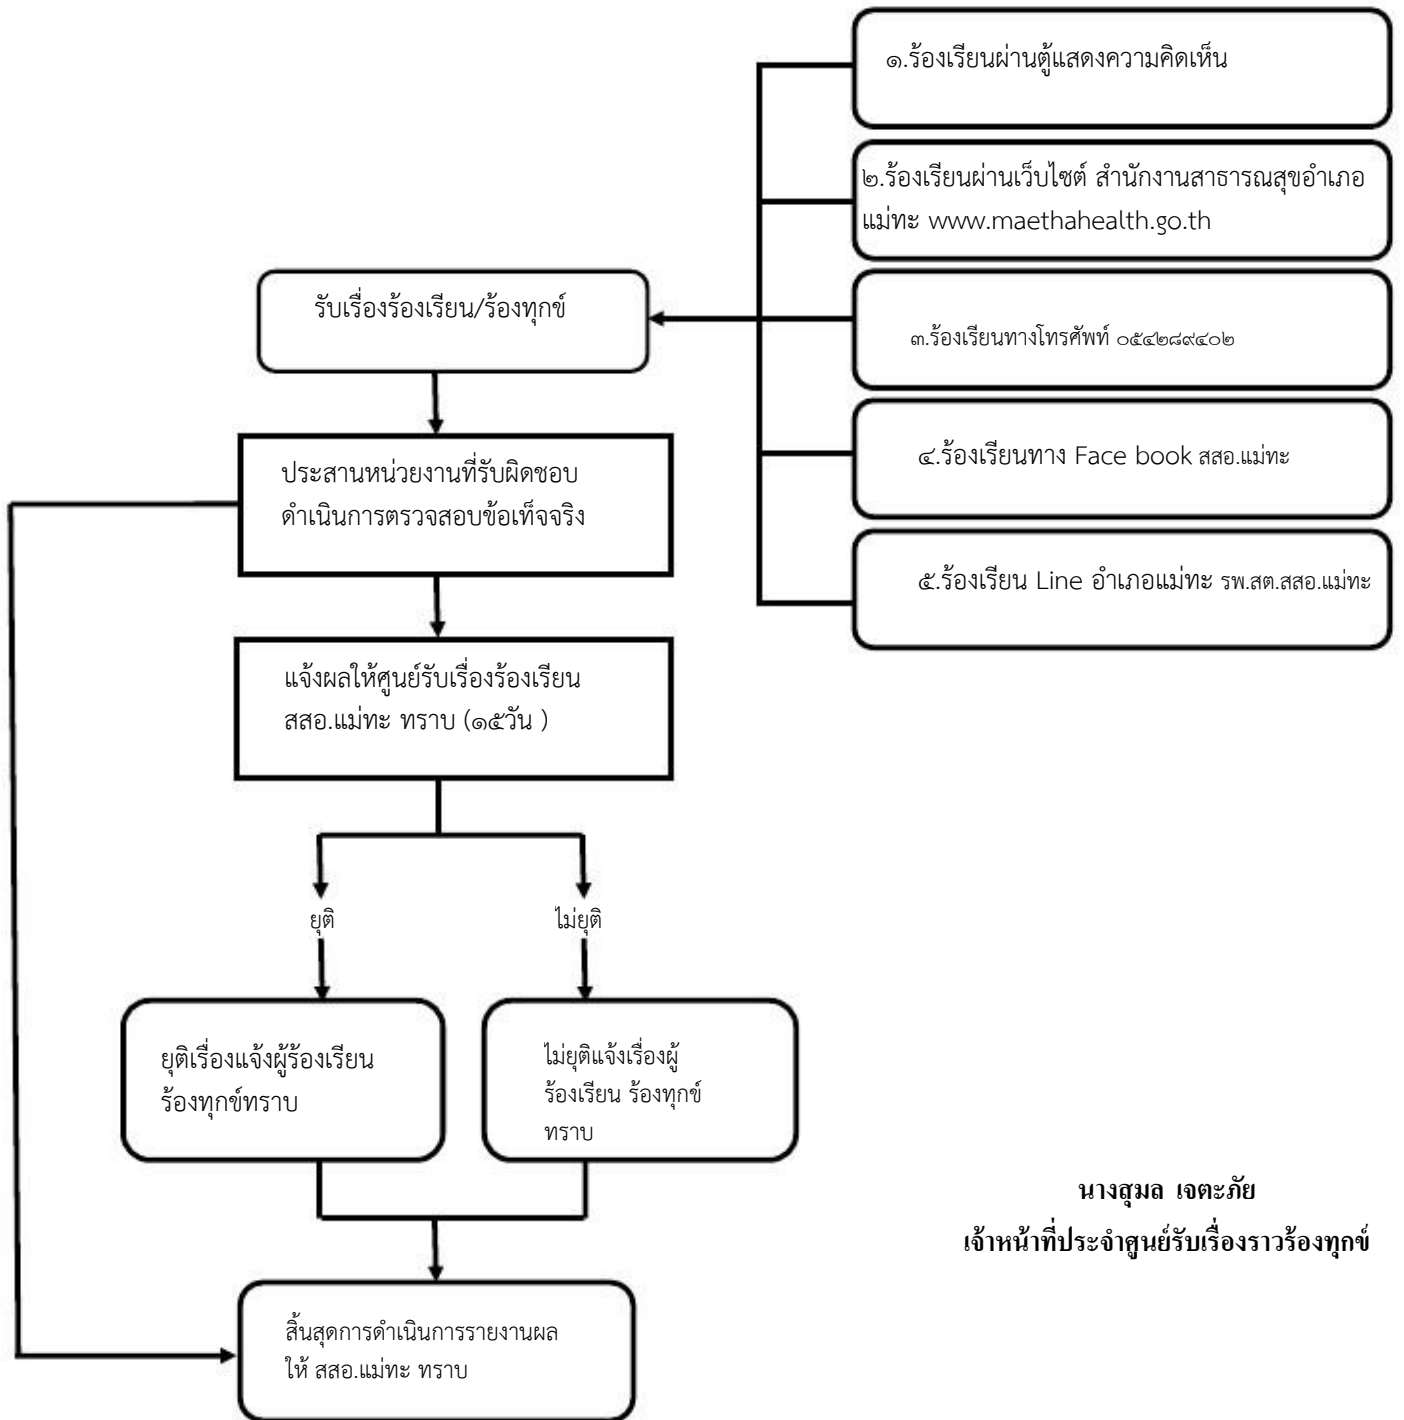 ๑.ร้องเรียนผ่านตู้แสดงความคิดเห็น
๒.ร้องเรียนผ่านเว็บไซต์ สำนักงานสาธารณสุขอำเภอ
แม่ทะ www.maethahealth.go.th
รับเรื่องร้องเรียน/ร้องทุกข์
๓.ร้องเรียนทางโทรศัพท์ ๐๕๔๒๘๙๔๐๒
๔.ร้องเรียนทาง Face book สสอ.แม่ทะ
ประสานหน่วยงานที่รับผิดชอบ
ดำเนินการตรวจสอบข้อเท็จจริง
๕.ร้องเรียน Line อำเภอแม่ทะ รพ.สต.สสอ.แม่ทะ
แจ้งผลให้ศูนย์รับเรื่องร้องเรียน
สสอ.แม่ทะ ทราบ (๑๕วัน )
ยุติ
ไม่ยุติ
ยุติเรื่องแจ้งผู้ร้องเรียน
ร้องทุกข์ทราบ
ไม่ยุติแจ้งเรื่องผู้
ร้องเรียน ร้องทุกข์
ทราบ
นางสุมล เจตะภัย
เจ้าหน้าที่ประจำศูนย์รับเรื่องราวร้องทุกข์
สิ้นสุดการดำเนินการรายงานผล
ให้ สสอ.แม่ทะ ทราบ